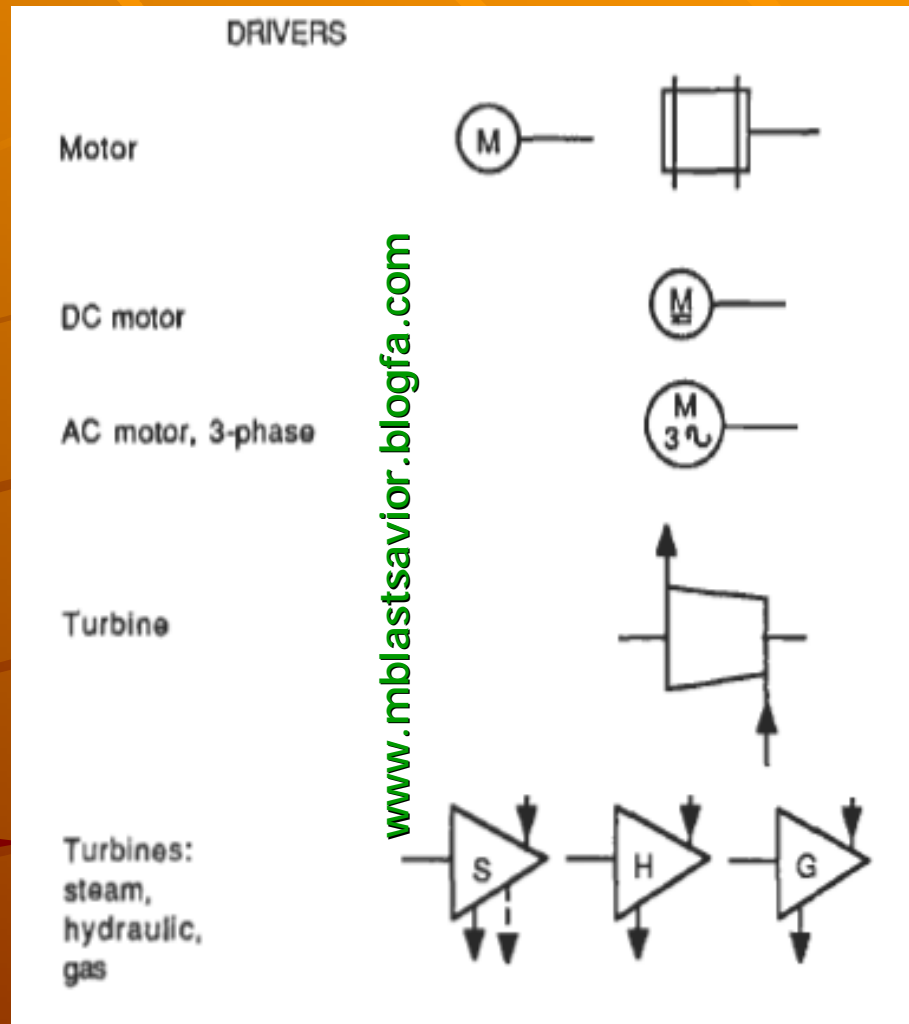 DRIVERS
Motor
M
DC motor
M
AC motor, 3-phase
M
3
Turbine
Turbines:
steam,
hydraulic,
gas
S
H
G
www.mblastsavior.blogfa.com